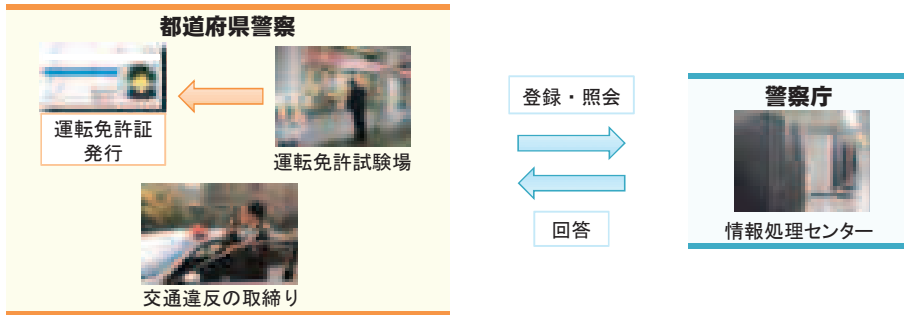 都道府県警察
運転免許証
発行
運転免許試験場
交通違反の取締り
登録・照会
回答
警察庁
情報処理センター